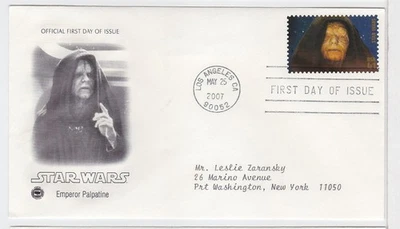 OFFICIAL FIRST DAY OF ISSUE
LOS ANGELES CA
MAY 25
2007
90052
FIRST DAY OF ISSUE
STAR WARS
Emperor Palpatine
Mr. Leslie Zaransky
26 Marino Avenue
Prt Washington, New York 11050